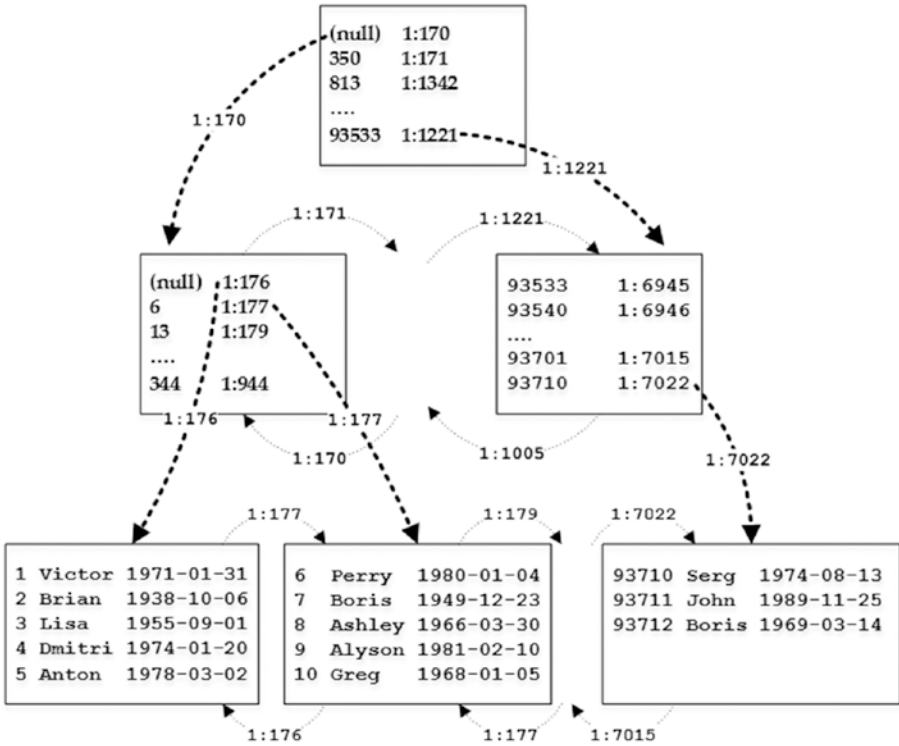 (null) 1:170
350 1:171
813 1:1342
....
93533 1:1221
1:170
1:1221
1:171
1:1221
(null) 1:176
6 1:177
13 1:179
....
344 1:944
93533 1:6945
93540 1:6946
....
93701 1:7015
93710 1:7022
1:176
1:177
1:170
1:1005
1:7022
1:177
1:179
1:7022
1 Victor 1971-01-31
2 Brian 1938-10-06
3 Lisa 1955-09-01
4 Dmitri 1974-01-20
5 Anton 1978-03-02
6 Perry 1980-01-04
7 Boris 1949-12-23
8 Ashley 1966-03-30
9 Alyson 1981-02-10
10 Greg 1968-01-05
93710 Serg 1974-08-13
93711 John 1989-11-25
93712 Boris 1969-03-14
1:176
1:177
1:7015